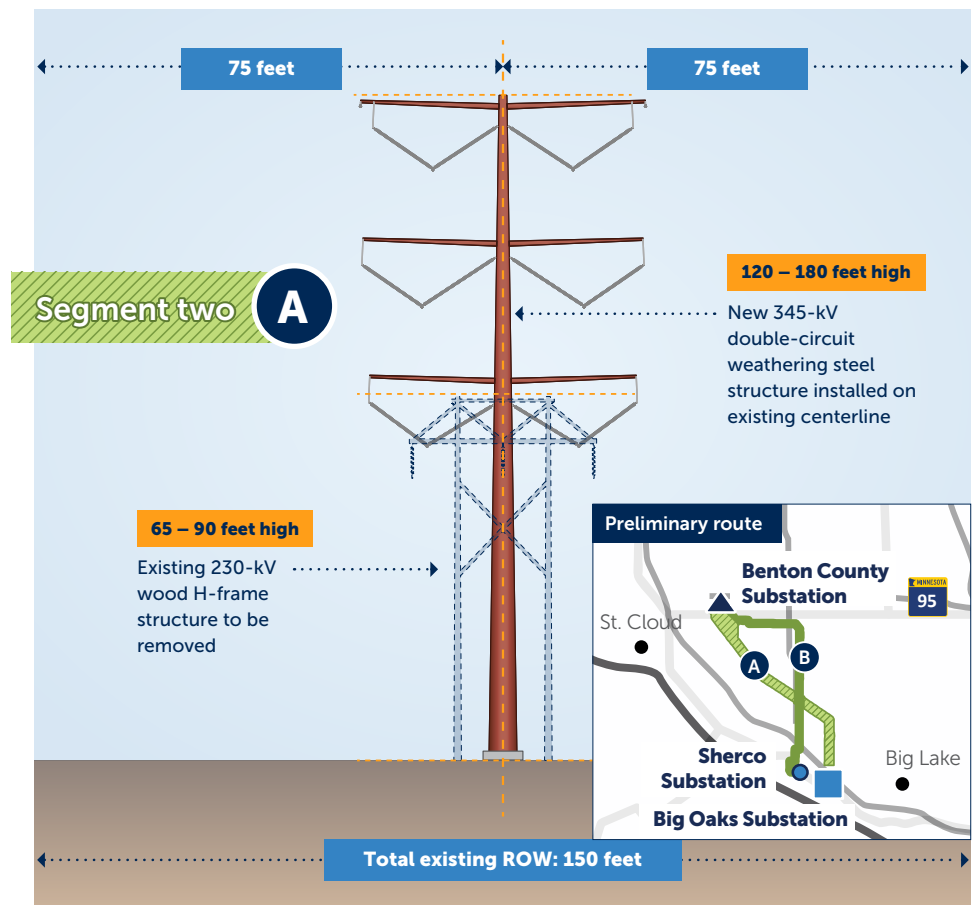 75 feet
75 feet
Segment two
A
120 – 180 feet high
New 345-kV
double-circuit
weathering steel
structure installed on
existing centerline
65 – 90 feet high
Existing 230-kV
wood H-frame
structure to be
removed
Preliminary route
Benton County
Substation
MINNESOTA
95
St. Cloud
A
B
Sherco
Substation
Big Lake
Big Oaks Substation
Total existing ROW: 150 feet